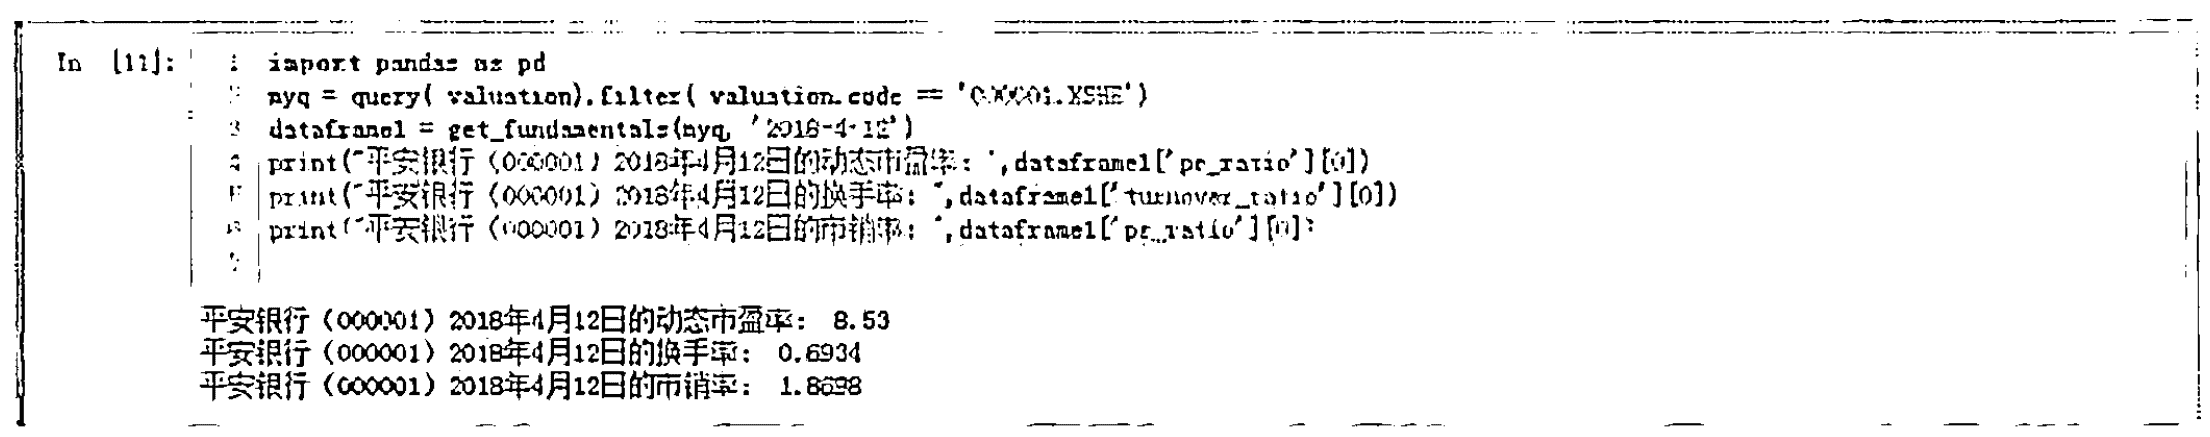 In [11]:
1 import pandas as pd
2 myq = query( valuation).filter( valuation.code == '000001.XSHE')
3 dataframe1 = get_fundamentals(myq, '2018-4-12')
4 print("平安银行（000001）2018年4月12日的动态市盈率： ",dataframe1['pe_ratio'][0])
5 print("平安银行（000001）2018年4月12日的换手率： ",dataframe1['turnover_ratio'][0])
6 print("平安银行（000001）2018年4月12日的市销率： ",dataframe1['ps_ratio'][0])
7
平安银行（000001）2018年4月12日的动态市盈率： 8.53
平安银行（000001）2018年4月12日的换手率： 0.6934
平安银行（000001）2018年4月12日的市销率：